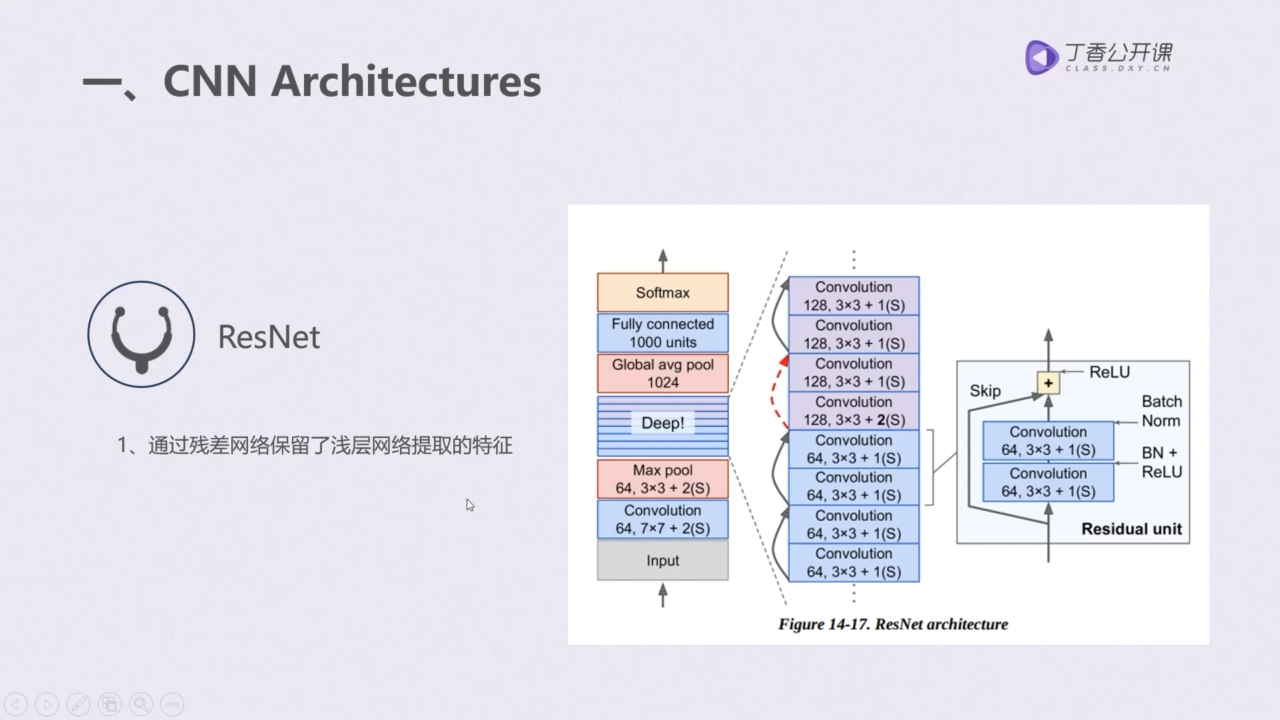 一、CNN Architectures
丁香公开课
CLASS.DXY.CN
ResNet
1、通过残差网络保留了浅层网络提取的特征
Softmax
Fully connected
1000 units
Global avg pool
1024
Deep!
Max pool
64, 3×3 + 2(S)
Convolution
64, 7×7 + 2(S)
Input
Convolution
128, 3×3 + 1(S)
Convolution
128, 3×3 + 1(S)
Convolution
128, 3×3 + 1(S)
Convolution
128, 3×3 + 2(S)
Convolution
64, 3×3 + 1(S)
Convolution
64, 3×3 + 1(S)
Convolution
64, 3×3 + 1(S)
Convolution
64, 3×3 + 1(S)
+
ReLU
Skip
Batch
Norm
Convolution
64, 3×3 + 1(S)
BN +
ReLU
Convolution
64, 3×3 + 1(S)
Residual unit
Figure 14-17. ResNet architecture